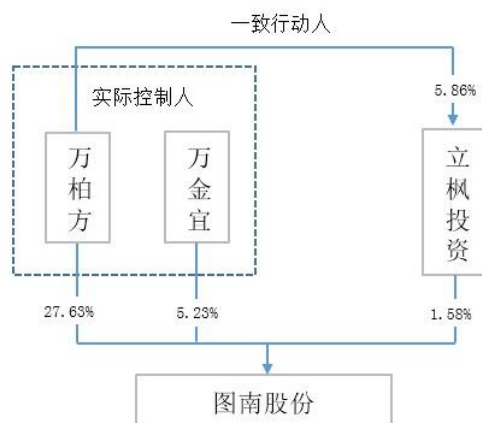 一致行动人
5.86%
实际控制人
万柏方
万金宜
立枫投资
27.63%
5.23%
1.58%
图南股份